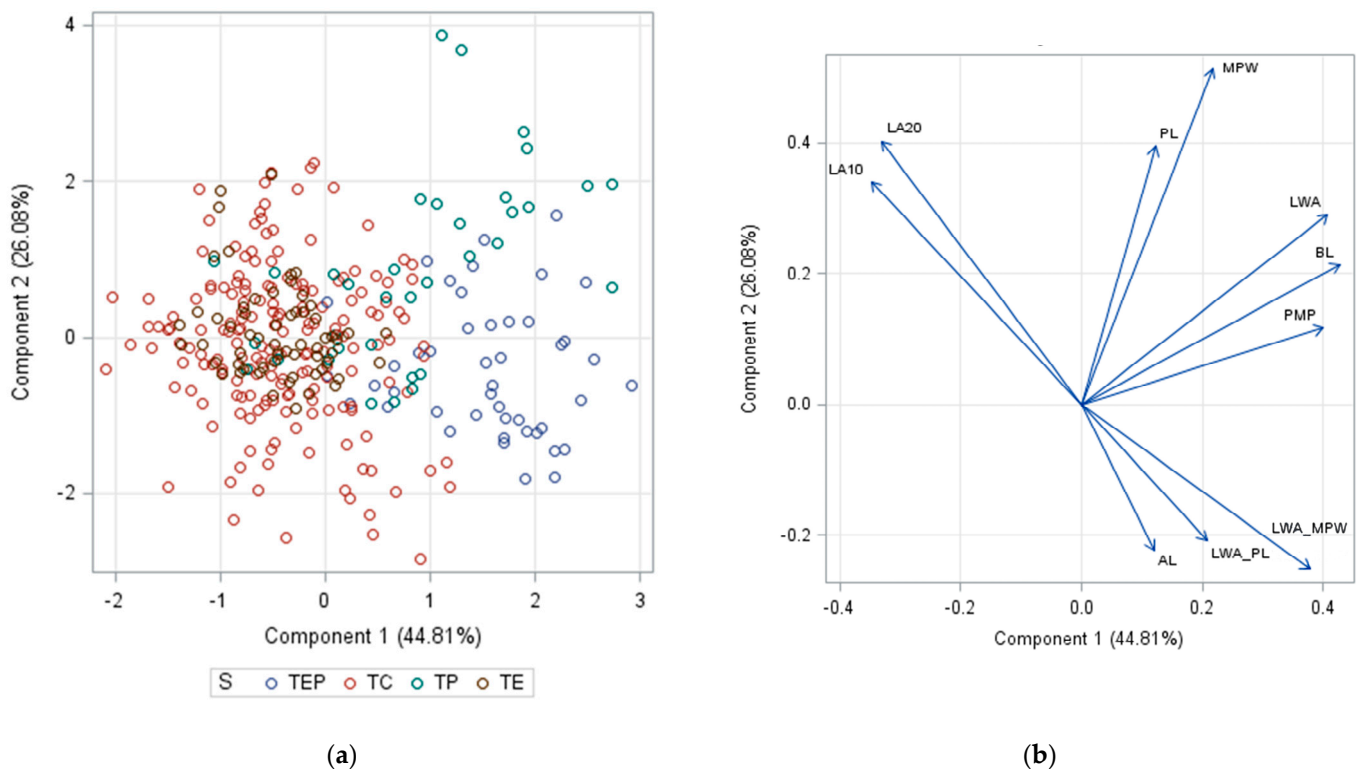 4
2
0
-2
Component 2 (26.08%)
-2
-1
0
1
2
3
Component 1 (44.81%)
S TEP TC TP TE
(a)
MPW
PL
LA20
LA10
LWA
BL
PMP
LWA_MPW
LWA_PL
AL
0.4
0.2
0.0
-0.2
Component 2 (26.08%)
-0.4
-0.2
0.0
0.2
0.4
Component 1 (44.81%)
(b)